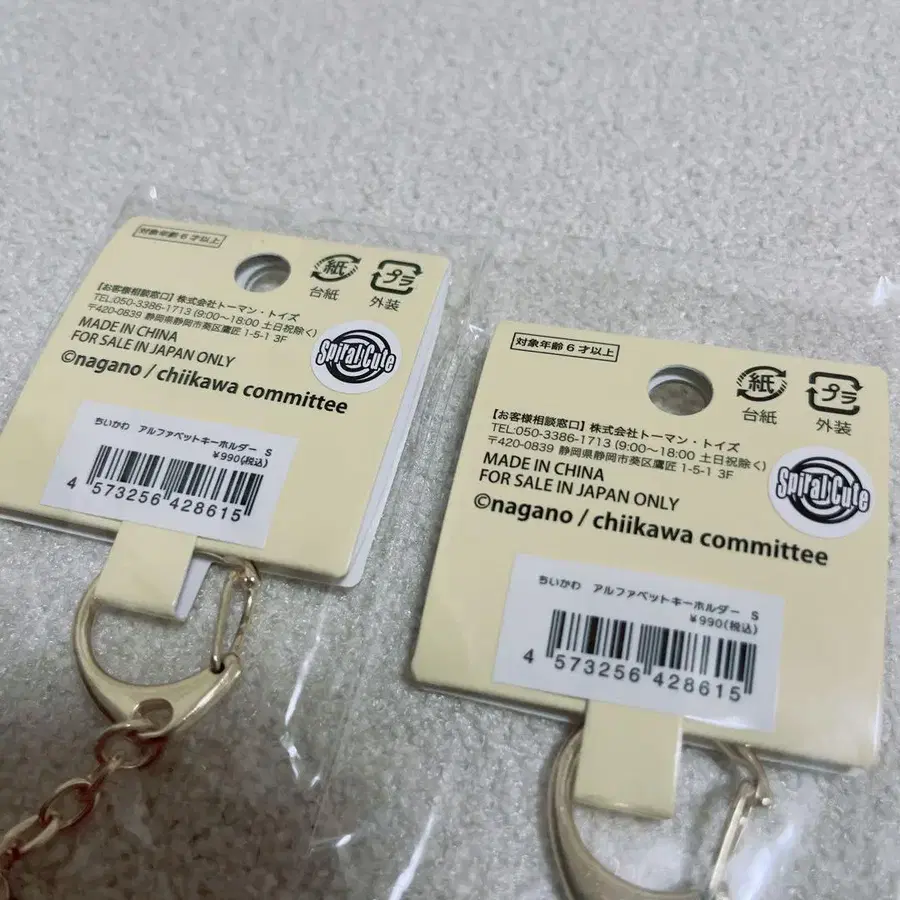 対象年齢6才以上
紙
台紙
プラ
外装
【お客様相談窓口】株式会社トーマン・トイズ
TEL:050-3386-1713 (9:00~18:00 土日祝除く)
〒420-0839 静岡県静岡市葵区鷹匠 1-5-1 3F
MADE IN CHINA
FOR SALE IN JAPAN ONLY
©nagano / chiikawa committee
Spiral Cute
ちいかわ アルファベットキーホルダー S
¥990(税込)
4 573256 428615
対象年齢6才以上
紙
台紙
プラ
外装
【お客様相談窓口】株式会社トーマン・トイズ
TEL:050-3386-1713 (9:00~18:00 土日祝除く)
〒420-0839 静岡県静岡市葵区鷹匠 1-5-1 3F
MADE IN CHINA
FOR SALE IN JAPAN ONLY
©nagano / chiikawa committee
Spiral Cute
ちいかわ アルファベットキーホルダー S
¥990(税込)
4 573256 428615